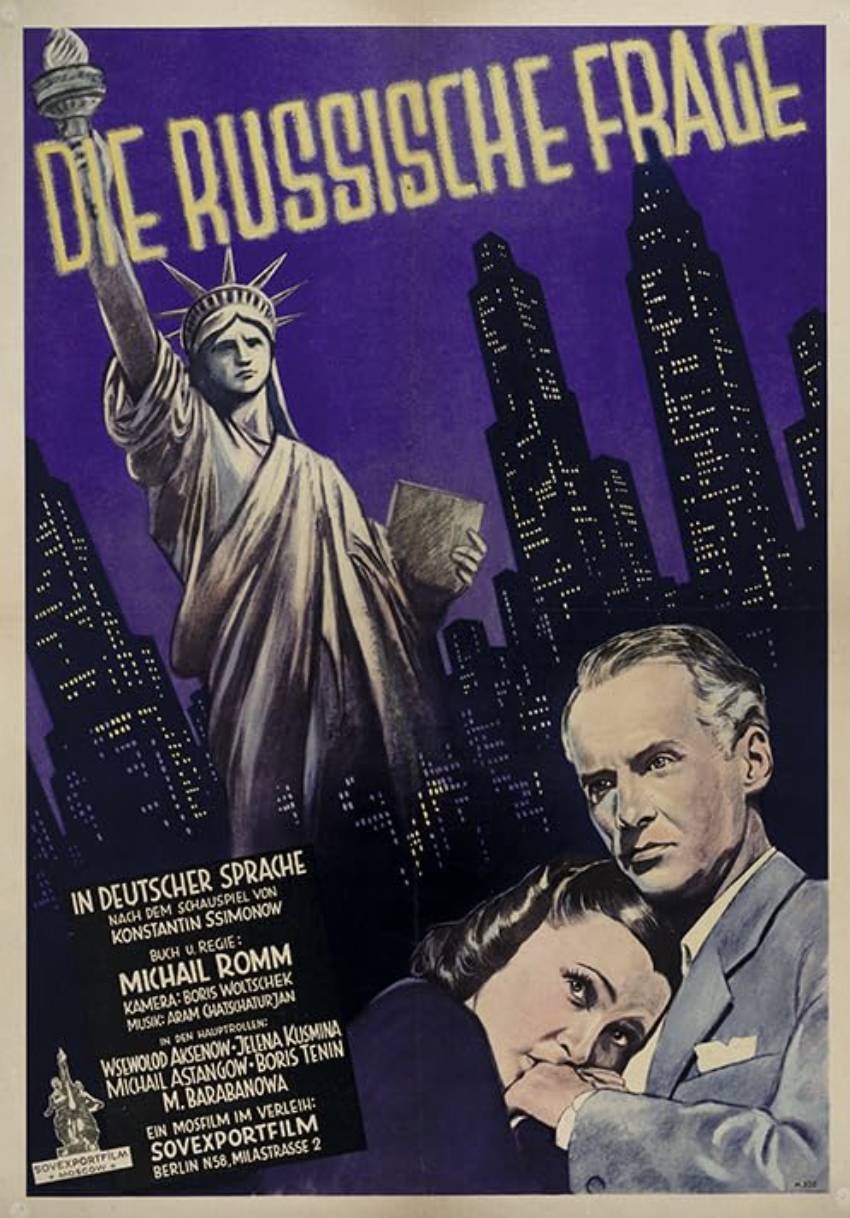 DIE RUSSISCHE FRAGE
IN DEUTSCHER SPRACHE
NACH DEM SCHAUSPIEL VON
KONSTANTIN SSIMONOW
BUCH U. REGIE:
MICHAIL ROMM
KAMERA: BORIS WOLTSCHEK
MUSIK: ARAM CHATSCHATURJAN
IN DEN HAUPTROLLEN:
WSEWOLOD AKSENOW · JELENA KUSMINA
MICHAIL ASTANGOW · BORIS TENIN
M. BARABANOWA
EIN MOSFILM IM VERLEIH:
SOVEXPORTFILM
BERLIN N58, MILASTRASSE 2
SOVEXPORTFILM
* MOSCOW *